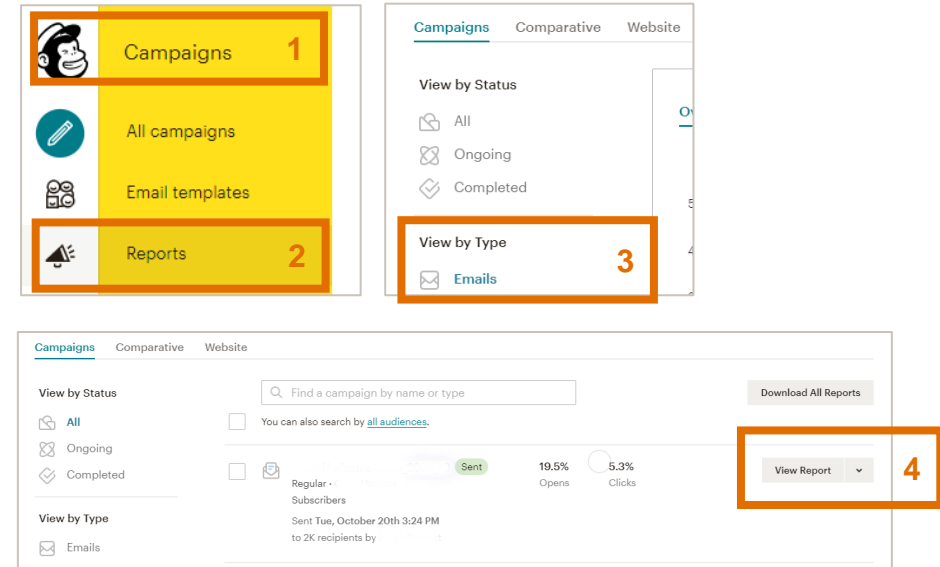 Campaigns 1
All campaigns
Email templates
Reports 2
Campaigns Comparative Website
View by Status
All
Ongoing
Completed
View by Type
Emails
3
Campaigns Comparative Website
View by Status
All
Ongoing
Completed
View by Type
Emails
Find a campaign by name or type
Download All Reports
You can also search by all audiences.
Sent 19.5% 5.3%
Regular · Opens Clicks
Subscribers
Sent Tue, October 20th 3:24 PM
to 2K recipients by
View Report 4